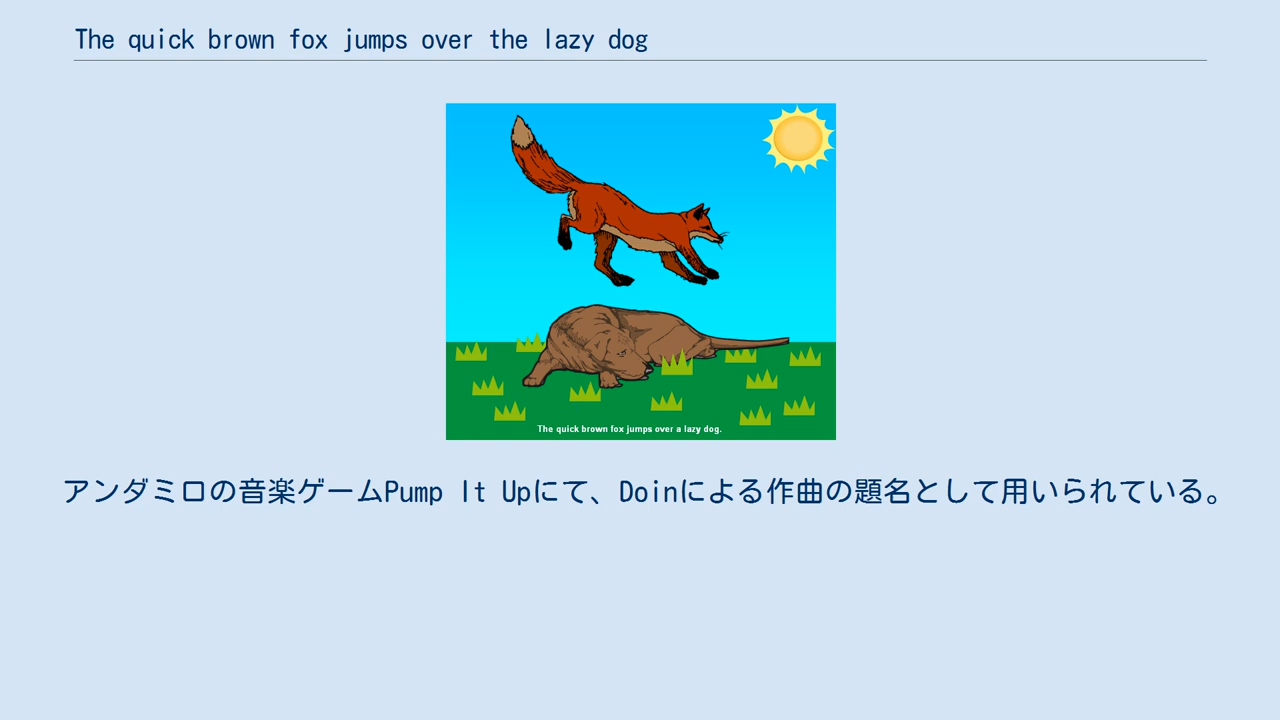 The quick brown fox jumps over the lazy dog
The quick brown fox jumps over a lazy dog.
アンダミロの音楽ゲームPump It Upにて、Doinによる作曲の題名として用いられている。